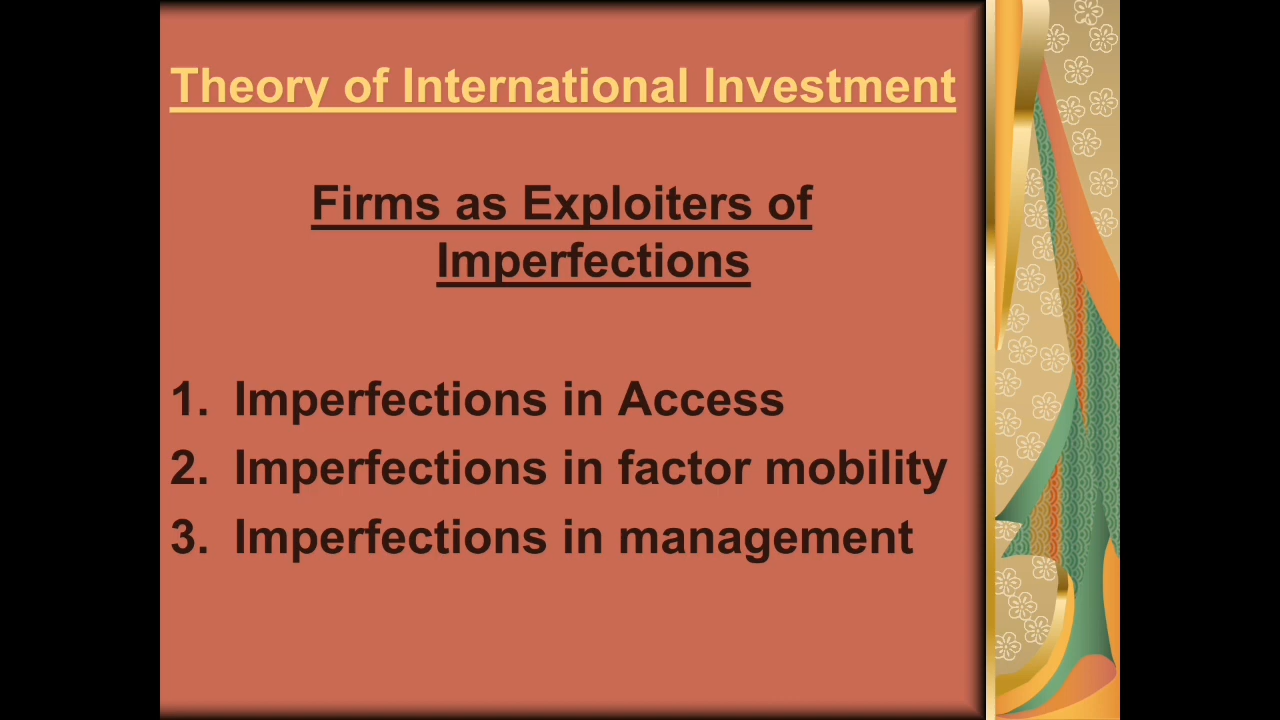 Theory of International Investment
Firms as Exploiters of
Imperfections
1. Imperfections in Access
2. Imperfections in factor mobility
3. Imperfections in management